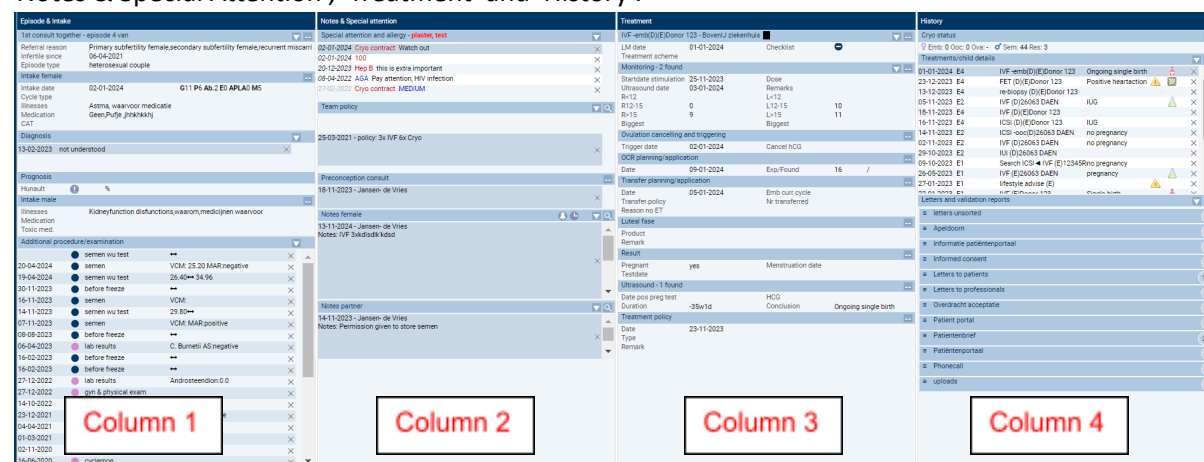 Notes & Special Attention', 'Treatment' and 'History'.
Episode & Intake
1st consult together - episode 4 van
Referral reason Primary subfertility female,secondary subfertility female,recurrent miscarri
Infertile since 06-04-2021
Episode type heterosexual couple
Intake female
Intake date 02-01-2024 G11 P6 Ab.2 E0 APLA0 M5
Cycle type
Illnesses Astma, waarvoor medicatie
Medication Geen,Pufje ,jhhkhkhj
CAT
Diagnosis
13-02-2023 not understood
Prognosis
Hunault %
Intake male
Illnesses Kidneyfunction disfunctions,waarom,medicijnen waarvoor
Medication
Toxic med.
Additional procedure/examination
semen wu test ↔
20-04-2024 semen VCM: 25.20 MAR:negative
19-04-2024 semen wu test 26.40↔ 34.96
30-11-2023 before freeze ↔
16-11-2023 semen VCM:
14-11-2023 semen wu test 29.80↔
07-11-2023 semen VCM: MAR:positive
08-08-2023 before freeze ↔
06-04-2023 lab results C. Burnetii AS:negative
16-02-2023 before freeze ↔
16-02-2023 before freeze ↔
27-12-2022 lab results Androsteendion:0.0
27-12-2022 gyn & physical exam
14-10-2022
23-12-2021 e
04-04-2021
01-03-2021
02-11-2020
16-06-2020 cyclemon
Column 1
Notes & Special attention
Special attention and allergy - plaster, test
02-01-2024 Cryo contract Watch out
02-01-2024 100
20-12-2023 Hep B this is extra important
08-04-2022 AGA Pay attention, HIV infection
27-02-2022 Cryo contract MEDIUM
Team policy
25-03-2021 - policy: 3x IVF 6x Cryo
Preconception consult
18-11-2023 - Jansen- de Vries
Notes female
13-11-2024 - Jansen- de Vries
Notes: IVF 3xkdlsdlk'kdsd
Notes partner
14-11-2023 - Jansen- de Vries
Notes: Permission given to store semen
Column 2
Treatment
IVF -emb(D)(E)Donor 123 - BovenIJ ziekenhuis
LM date 01-01-2024 Checklist
Treatment scheme
Monitoring - 2 found
Startdate stimulation 25-11-2023 Dose
Ultrasound date 03-01-2024 Remarks
R<12 L<12
R12-15 0 L12-15 10
R>15 9 L>15 11
Biggest Biggest
Ovulation cancelling and triggering
Trigger date 02-01-2024 Cancel hCG
OCR planning/application
Date 09-01-2024 Exp/Found 16 /
Transfer planning/application
Date 05-01-2024 Emb curr cycle
Transfer policy Nr transferred
Reason no ET
Luteal fase
Product
Remark
Result
Pregnant yes Menstruation date
Testdate
Ultrasound - 1 found
Date pos preg test HCG
Duration -35w1d Conclusion Ongoing single birth
Treatment policy
Date 23-11-2023
Type
Remark
Column 3
History
Cryo status
♀ Emb: 0 Ooc: 0 Ova: - ♂ Sem: 44 Res: 3
Treatments/child details
01-01-2024 E4 IVF -emb(D)(E)Donor 123 Ongoing single birth
23-12-2023 E4 FET (D)(E)Donor 123 Positive heartaction
13-12-2023 E4 re-biopsy (D)(E)Donor 123
05-11-2023 E2 IVF (D)26063 DAEN IUG
18-11-2023 E4 IVF (D)(E)Donor 123
16-11-2023 E4 ICSI (D)(E)Donor 123 IUG
14-11-2023 E2 ICSI -ooc(D)26063 DAEN no pregnancy
02-11-2023 E2 IVF (D)26063 DAEN no pregnancy
29-10-2023 E2 IUI (D)26063 DAEN
09-10-2023 E1 Search ICSI◄ IVF (E)12345Rno pregnancy
26-05-2023 E1 IVF (E)26063 DAEN pregnancy
27-01-2023 E1 lifestyle advise (E)
22-01-2023 E1 IVF (E)Donor 123 Single birth
Letters and validation reports
letters unsorted
Apeldoorn
Informatie patiëntenportaal
Informed consent
Letters to patients
Letters to professionals
Overdracht acceptatie
Patient portal
Patientenbrief
Patiëntenportaal
Phonecall
uploads
Column 4